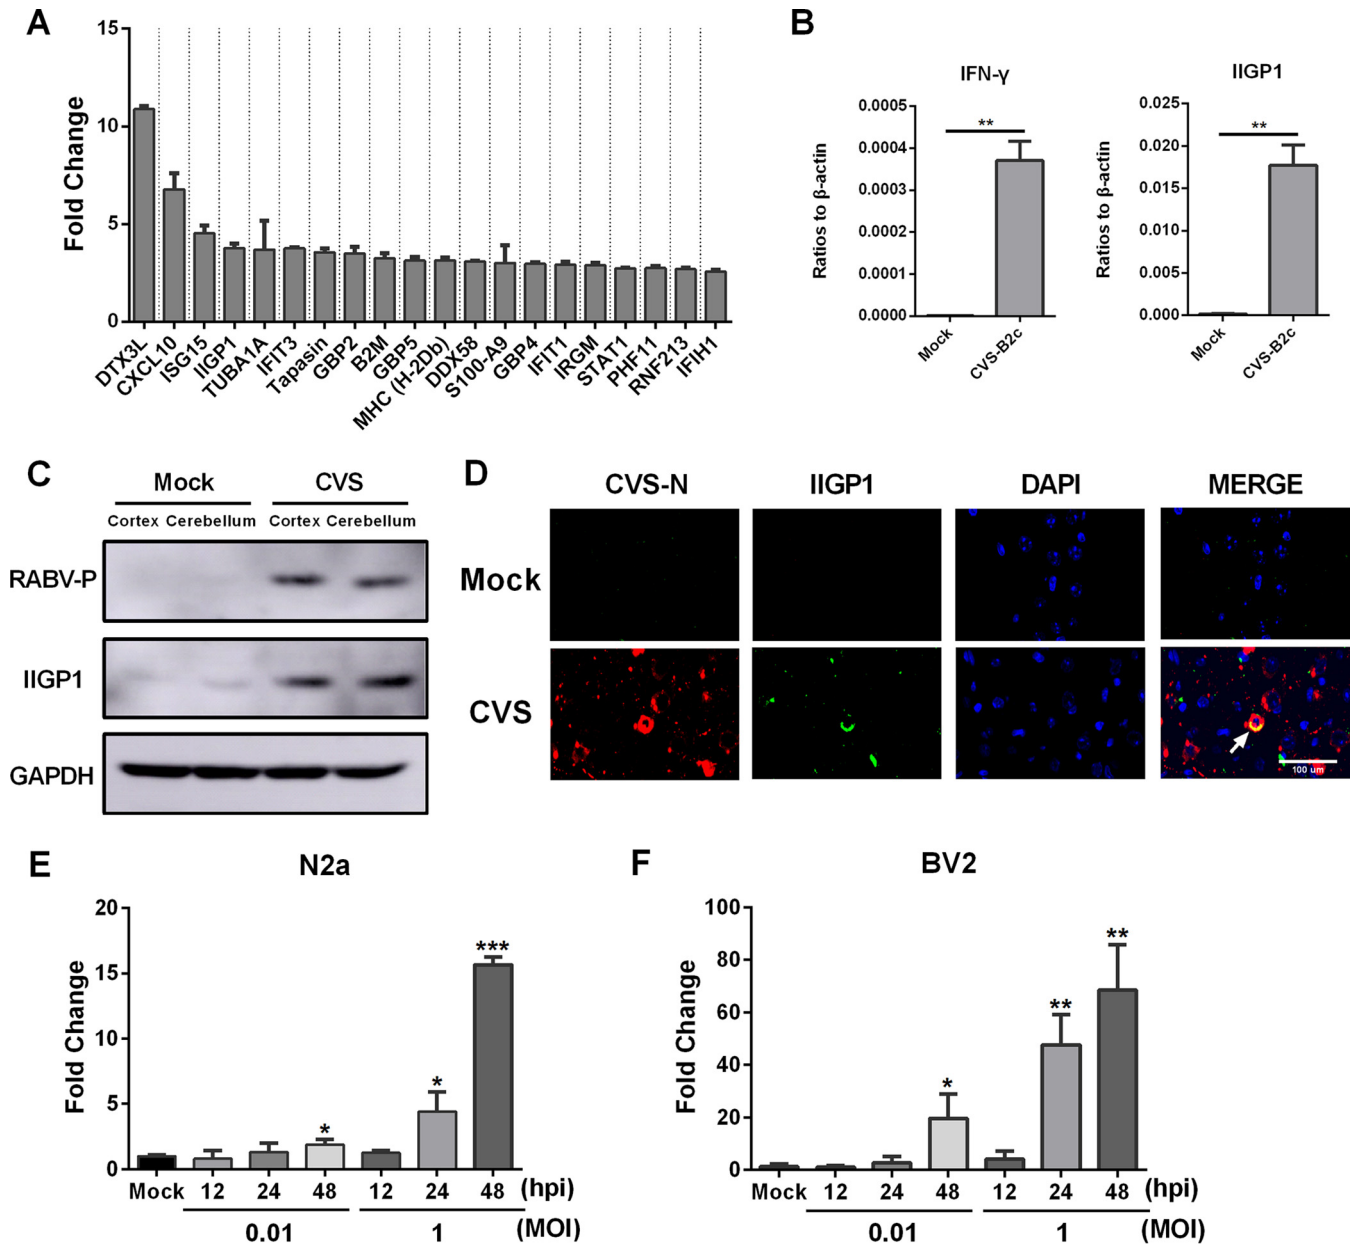 A
Fold Change
15
10
5
0
DTX3L
CXCL10
ISG15
IIGP1
TUBA1A
IFIT3
Tapasin
GBP2
B2M
GBP5
MHC (H-2Db)
DDX58
S100-A9
GBP4
IFIT1
IRGM
STAT1
PHF11
RNF213
IFIH1
B
IFN-γ
Ratios to β-actin
0.0005
0.0004
0.0003
0.0002
0.0001
0.0000
**
Mock
CVS-B2c
IIGP1
Ratios to β-actin
0.025
0.020
0.015
0.010
0.005
0.000
**
Mock
CVS-B2c
C
Mock CVS
Cortex Cerebellum Cortex Cerebellum
RABV-P
IIGP1
GAPDH
D
CVS-N IIGP1 DAPI MERGE
Mock
CVS
100 um
E
N2a
Fold Change
20
15
10
5
0
* * ***
Mock 12 24 48 12 24 48 (hpi)
0.01 1 (MOI)
F
BV2
Fold Change
100
80
60
40
20
0
* ** **
Mock 12 24 48 12 24 48 (hpi)
0.01 1 (MOI)